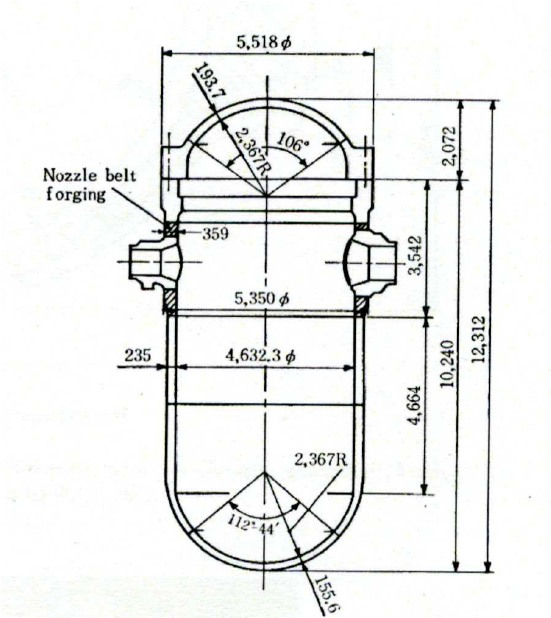 5,518φ
193.7
2,367R
106°
2,072
Nozzle belt
forging
359
3,542
5,350φ
235
4,632.3φ
10,240
12,312
4,664
2,367R
112°-44′
155.6